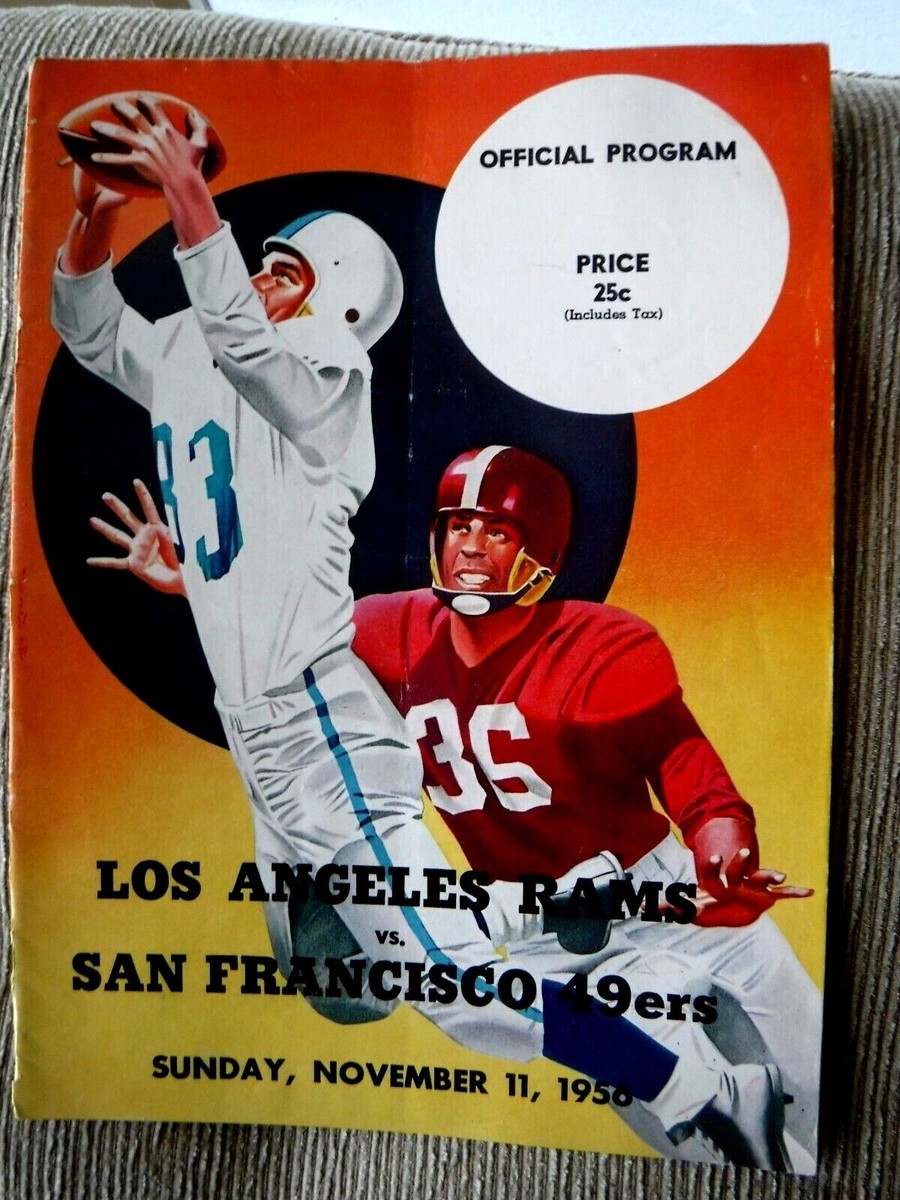 OFFICIAL PROGRAM
PRICE
25c
(Includes Tax)
83
36
LOS ANGELES RAMS
vs.
SAN FRANCISCO 49ers
SUNDAY, NOVEMBER 11, 1956